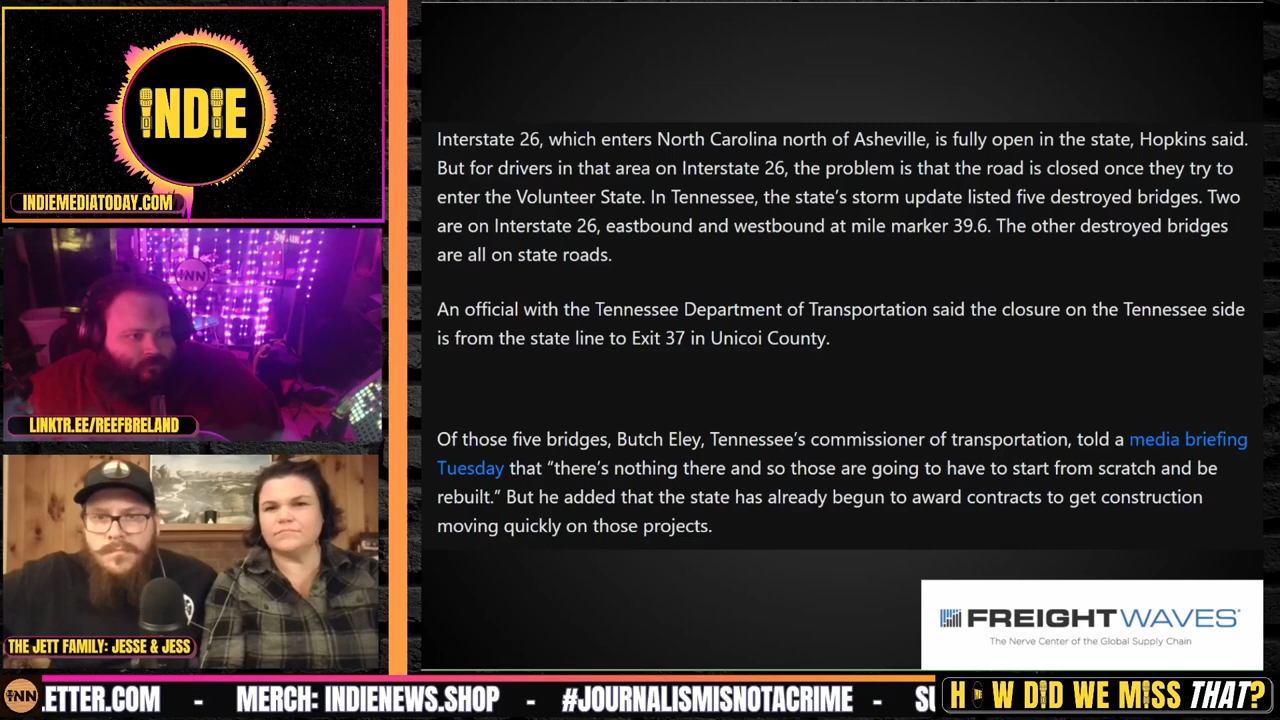 INDIE
INDIEMEDIATODAY.COM
INN
LINKTR.EE/REEFBRELAND
THE JETT FAMILY: JESSE & JESS
Interstate 26, which enters North Carolina north of Asheville, is fully open in the state, Hopkins said.
But for drivers in that area on Interstate 26, the problem is that the road is closed once they try to
enter the Volunteer State. In Tennessee, the state’s storm update listed five destroyed bridges. Two
are on Interstate 26, eastbound and westbound at mile marker 39.6. The other destroyed bridges
are all on state roads.
An official with the Tennessee Department of Transportation said the closure on the Tennessee side
is from the state line to Exit 37 in Unicoi County.
Of those five bridges, Butch Eley, Tennessee’s commissioner of transportation, told a media briefing
Tuesday that “there’s nothing there and so those are going to have to start from scratch and be
rebuilt.” But he added that the state has already begun to award contracts to get construction
moving quickly on those projects.
FREIGHTWAVES
The Nerve Center of the Global Supply Chain
INN
ETTER.COM - MERCH: INDIENEWS.SHOP - #JOURNALISMISNOTACRIME - SU
HOW DID WE MISS THAT?